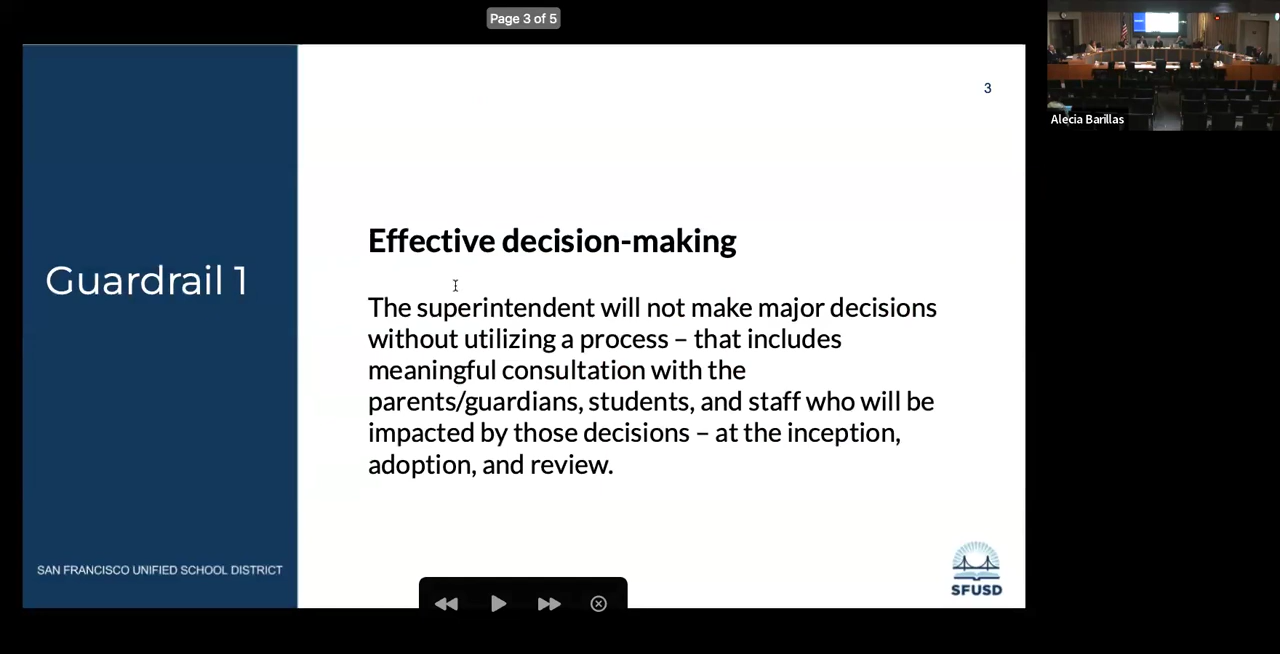 Page 3 of 5
3
Guardrail 1
Effective decision-making
The superintendent will not make major decisions
without utilizing a process – that includes
meaningful consultation with the
parents/guardians, students, and staff who will be
impacted by those decisions – at the inception,
adoption, and review.
SAN FRANCISCO UNIFIED SCHOOL DISTRICT
SFUSD
Alecia Barillas